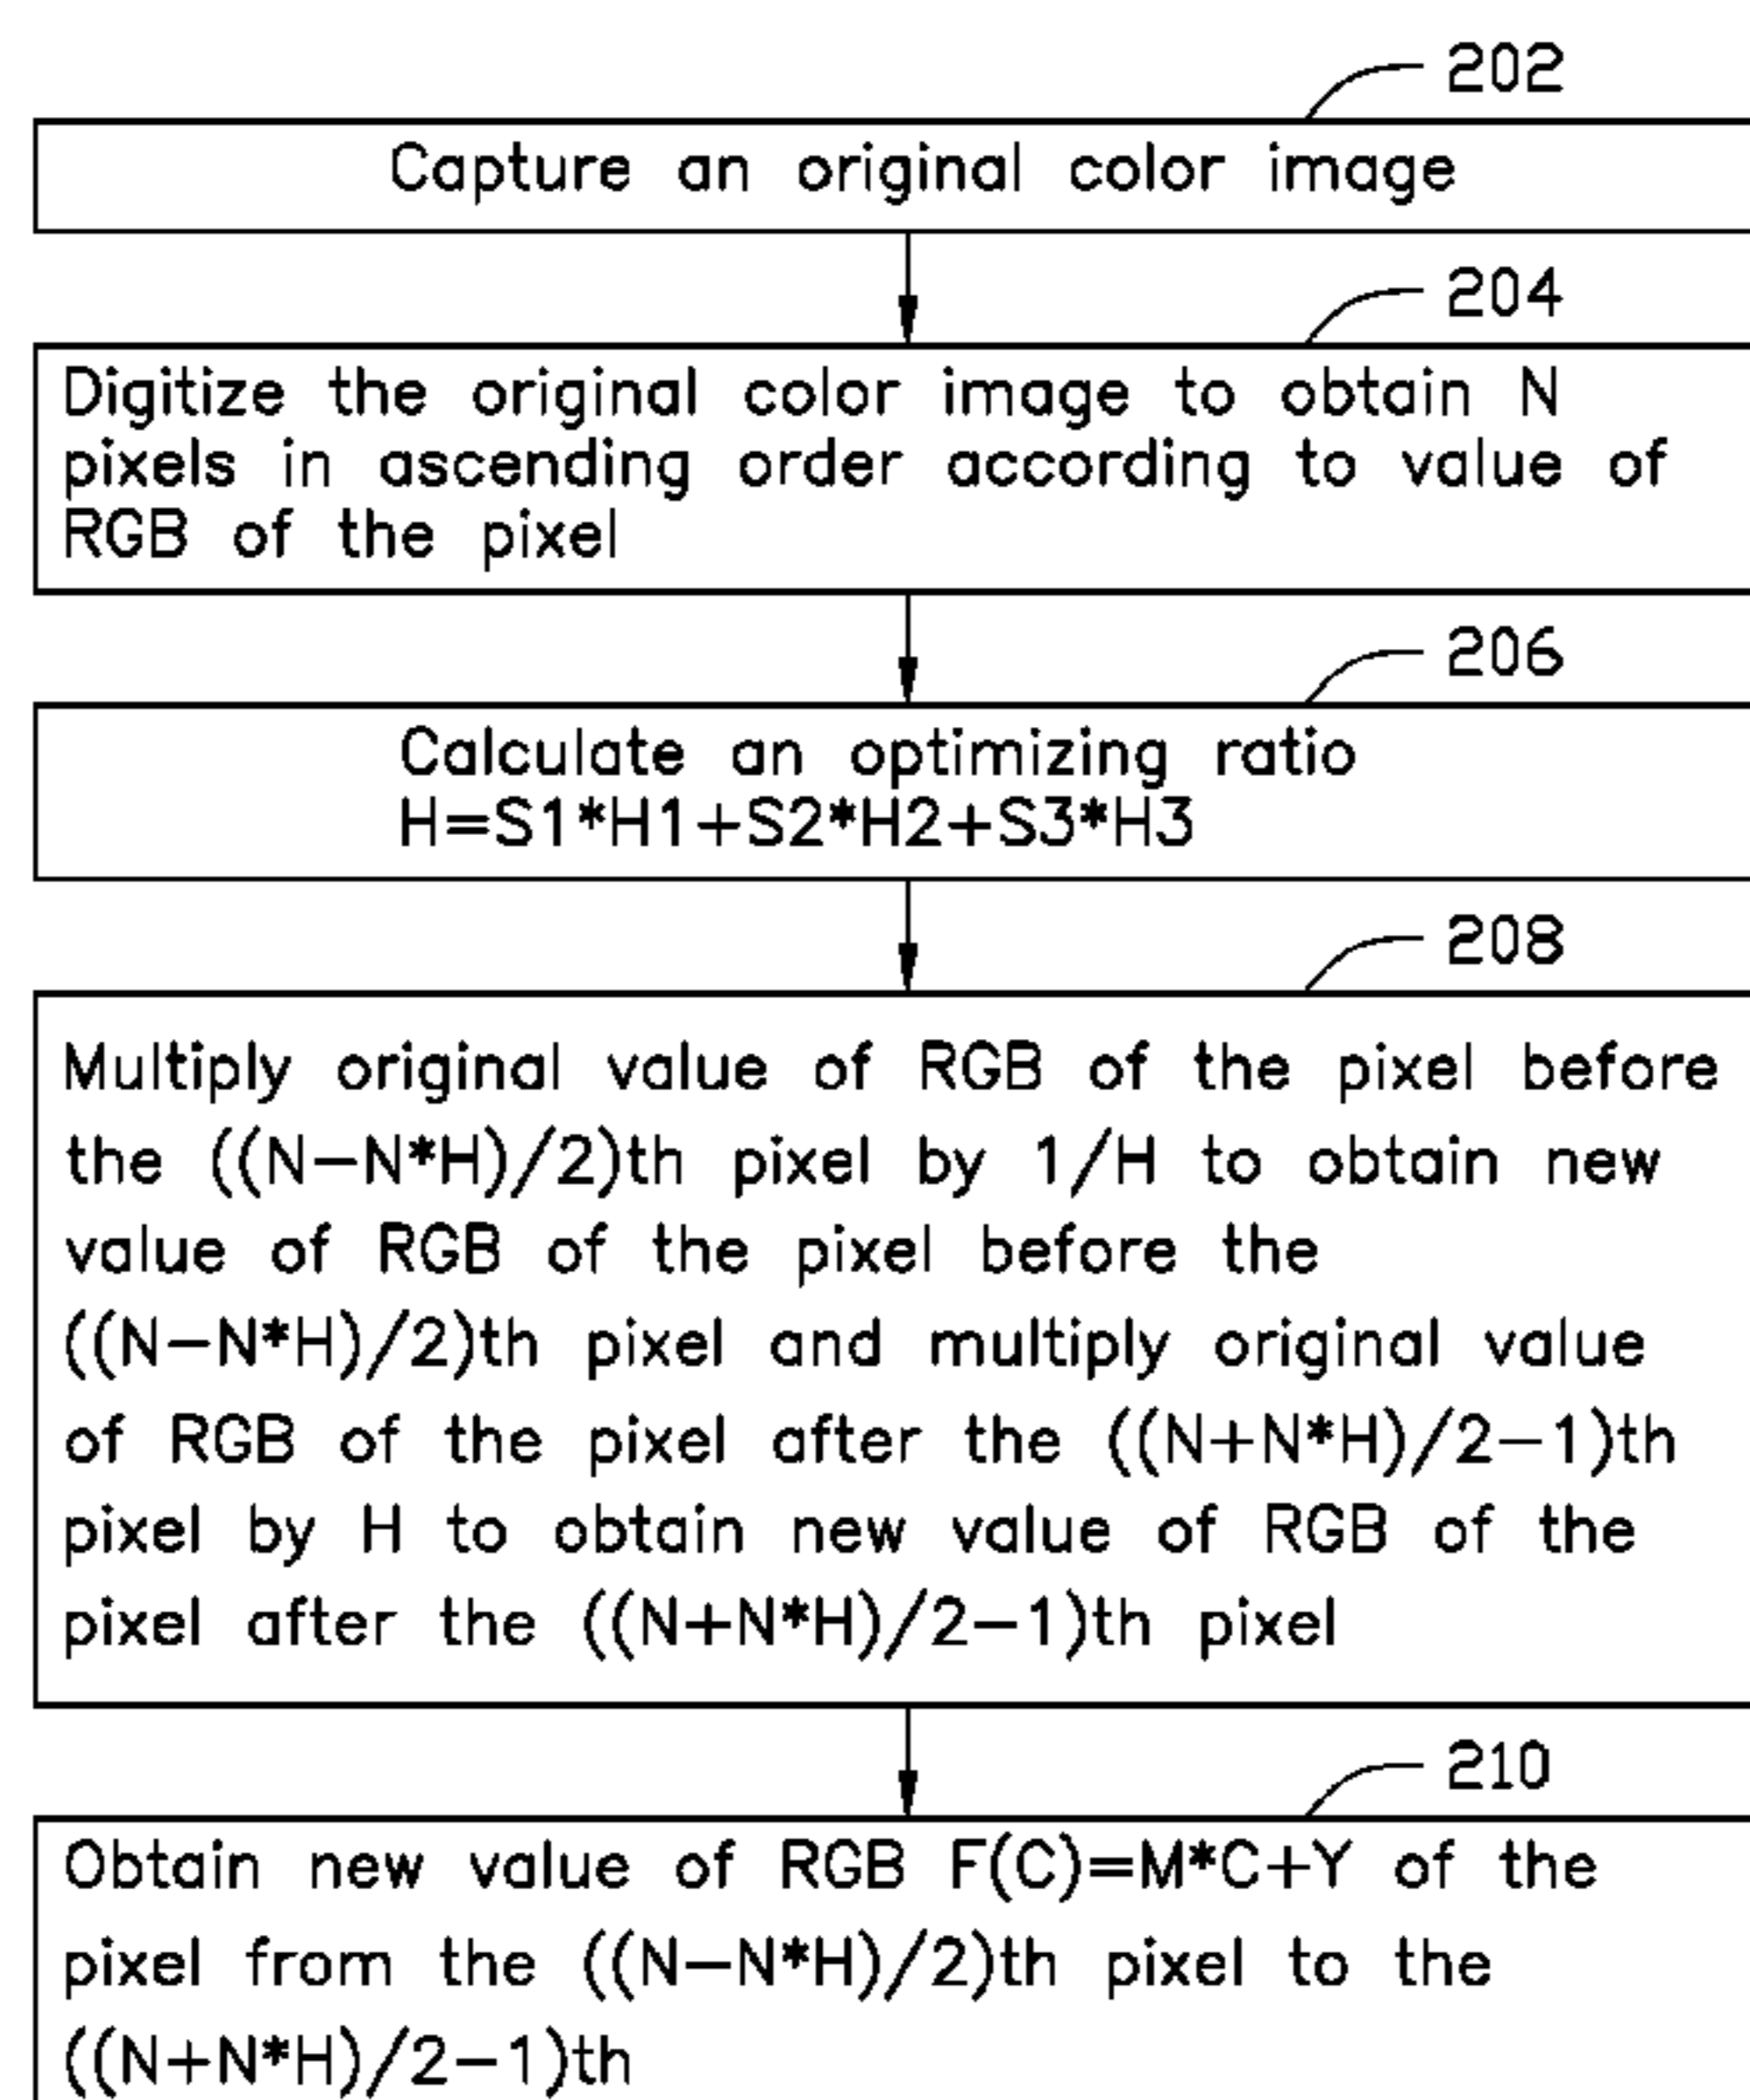 202
Capture an original color image
204
Digitize the original color image to obtain N
pixels in ascending order according to value of
RGB of the pixel
206
Calculate an optimizing ratio
H=S1*H1+S2*H2+S3*H3
208
Multiply original value of RGB of the pixel before
the ((N-N*H)/2)th pixel by 1/H to obtain new
value of RGB of the pixel before the
((N-N*H)/2)th pixel and multiply original value
of RGB of the pixel after the ((N+N*H)/2-1)th
pixel by H to obtain new value of RGB of the
pixel after the ((N+N*H)/2-1)th pixel
210
Obtain new value of RGB F(C)=M*C+Y of the
pixel from the ((N-N*H)/2)th pixel to the
((N+N*H)/2-1)th